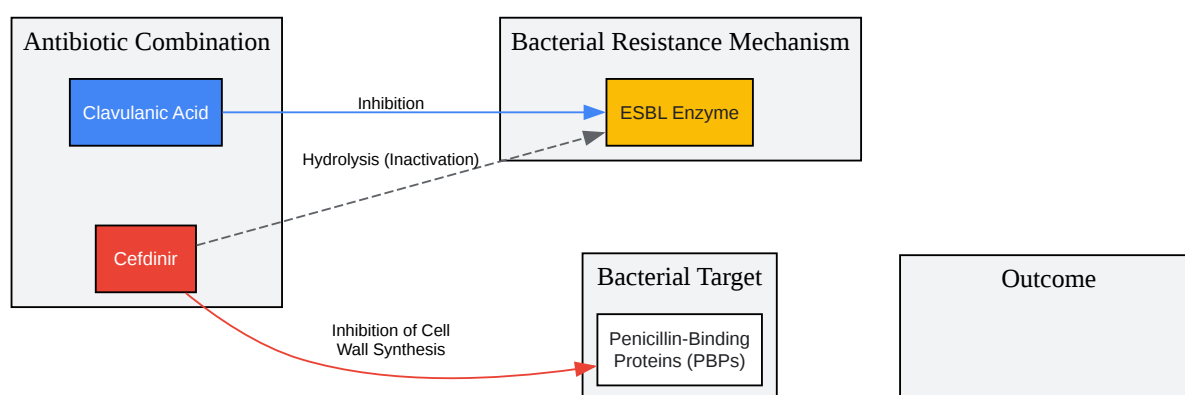 Antibiotic Combination
Bacterial Resistance Mechanism
Clavulanic Acid
Inhibition
ESBL Enzyme
Hydrolysis (Inactivation)
Cefdinir
Bacterial Target
Outcome
Inhibition of Cell
Wall Synthesis
Penicillin-Binding
Proteins (PBPs)